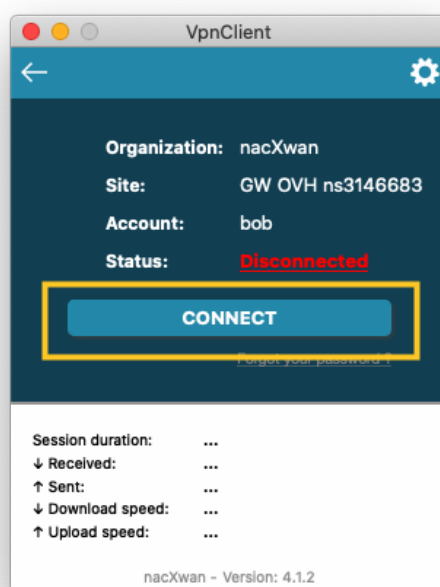 VpnClient
Organization: nacXwan
Site: GW OVH ns3146683
Account: bob
Status: Disconnected
CONNECT
Forgot your password ?
Session duration: ...
↓ Received: ...
↑ Sent: ...
↓ Download speed: ...
↑ Upload speed: ...
nacXwan - Version: 4.1.2